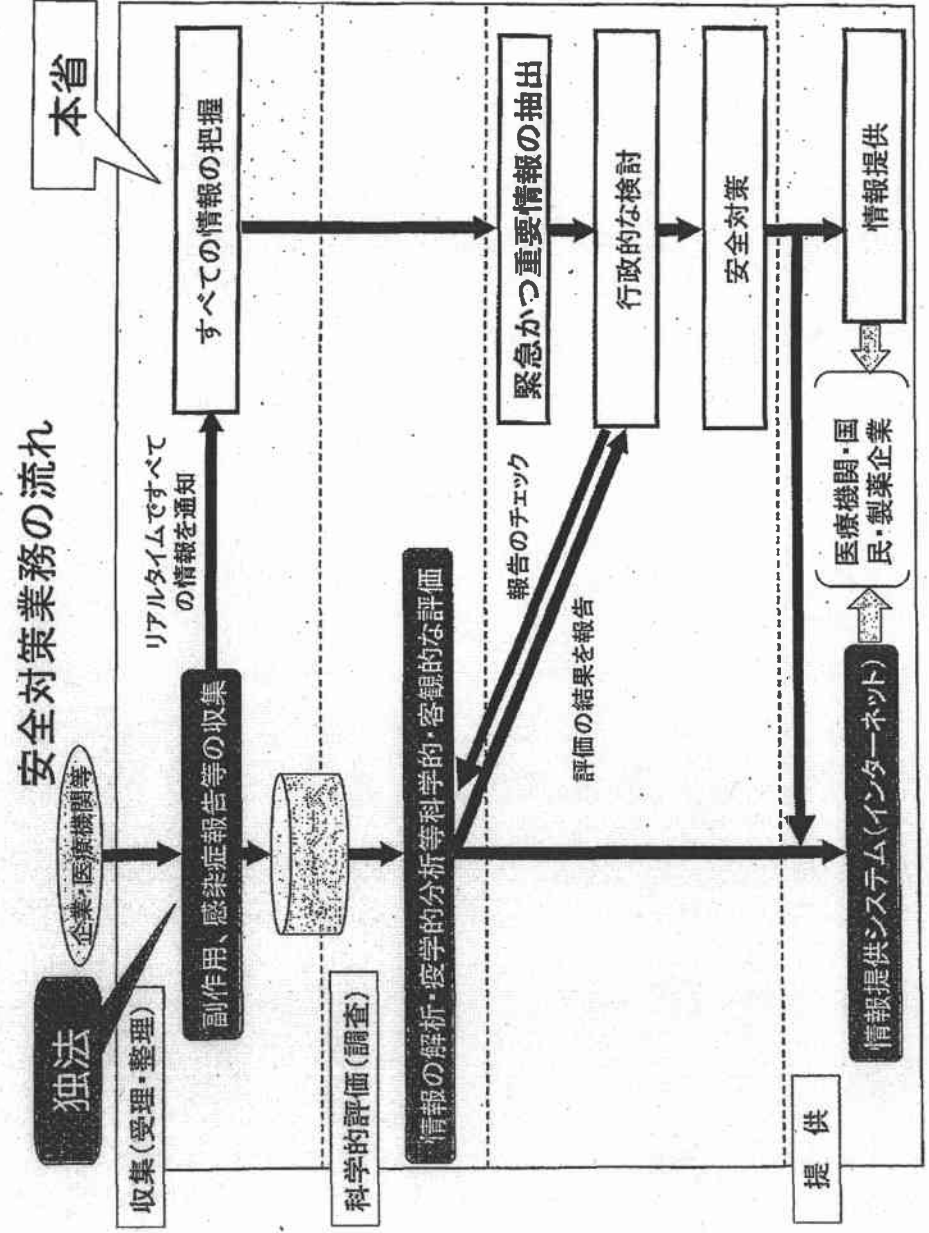 安全対策業務の流れ
独法
企業・医療機関等
本省
収集(受理・整理)
副作用、感染症報告等の収集
リアルタイムですべて
の情報を通知
すべての情報の把握
科学的評価(調査)
情報の解析・疫学的分析等科学的・客観的な評価
緊急かつ重要情報の抽出
報告のチェック
評価の結果を報告
行政的な検討
安全対策
提 供
情報提供システム(インターネット)
医療機関・国
民・製薬企業
情報提供